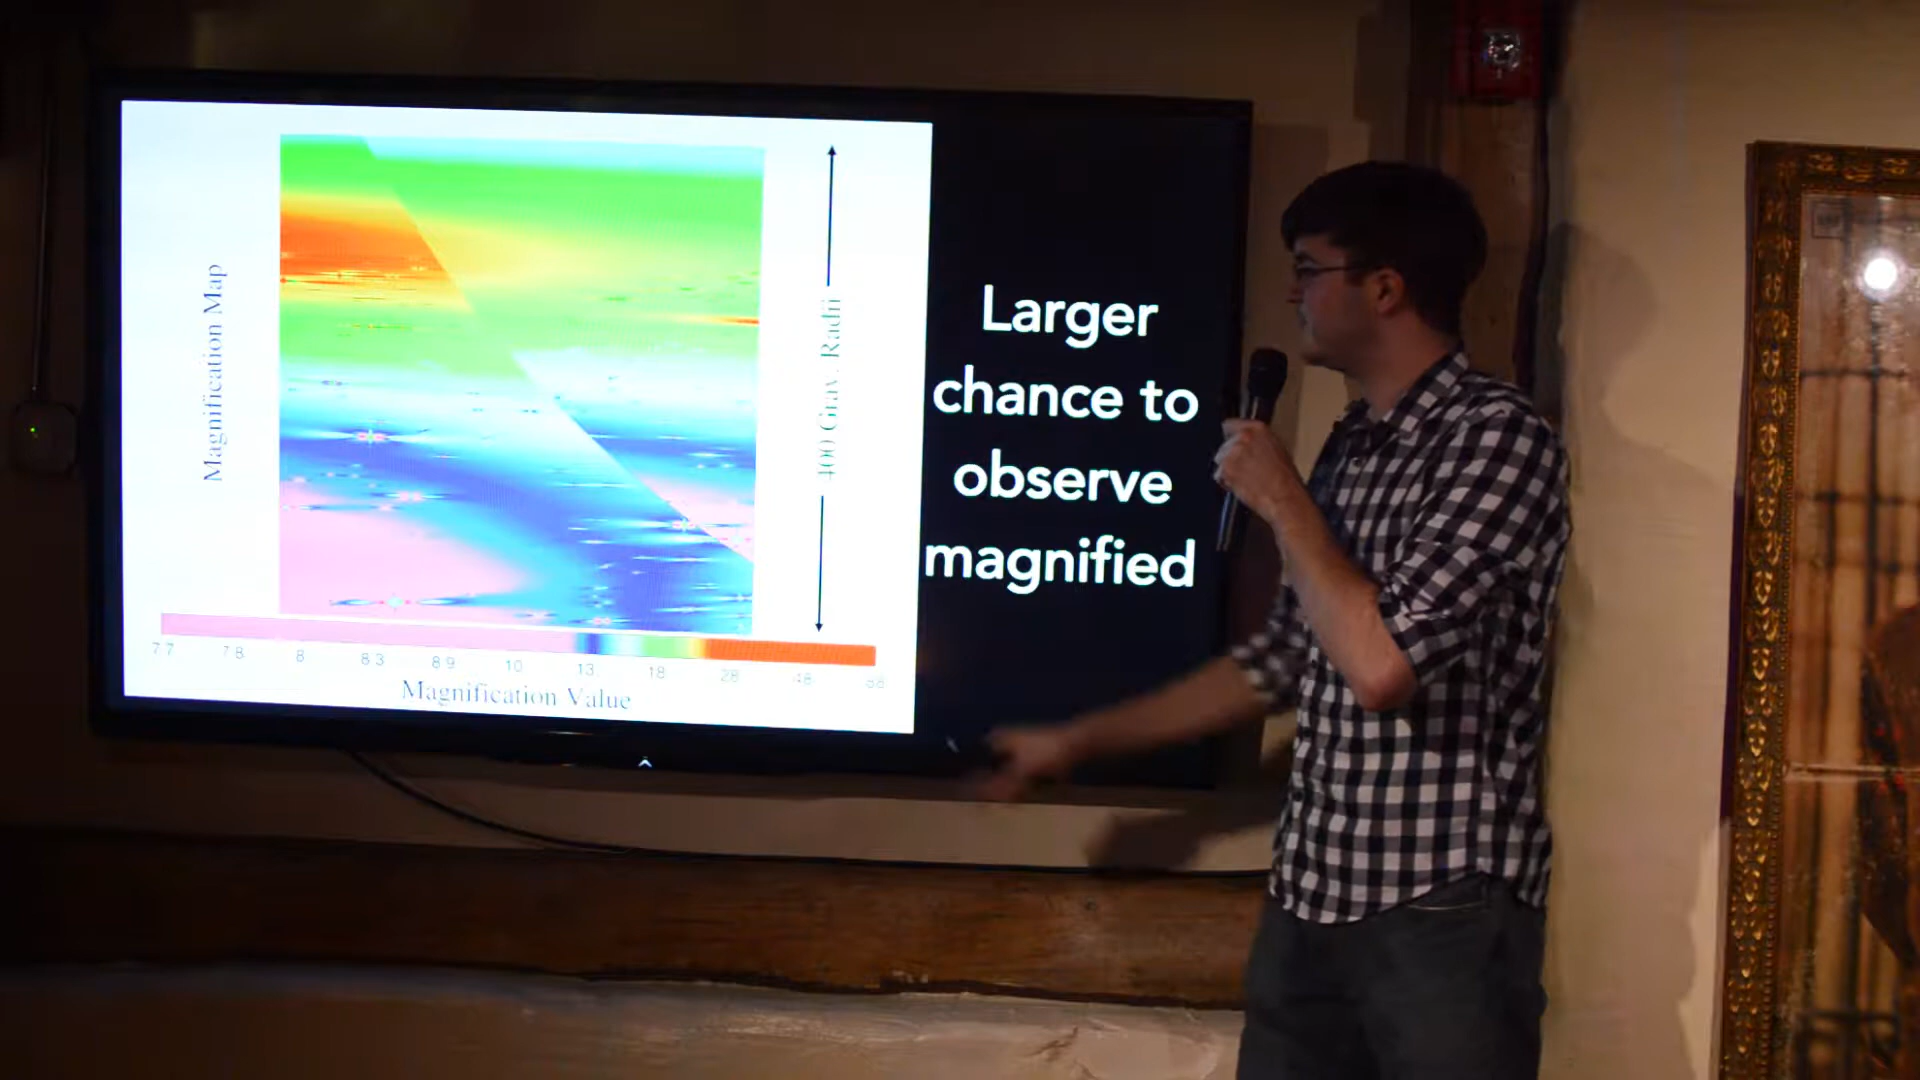 Magnification Map
400 Grav. Radii
Larger
chance to
observe
magnified
7.7 7.8 8 8.3 8.9 10 13 18 28 48 88
Magnification Value